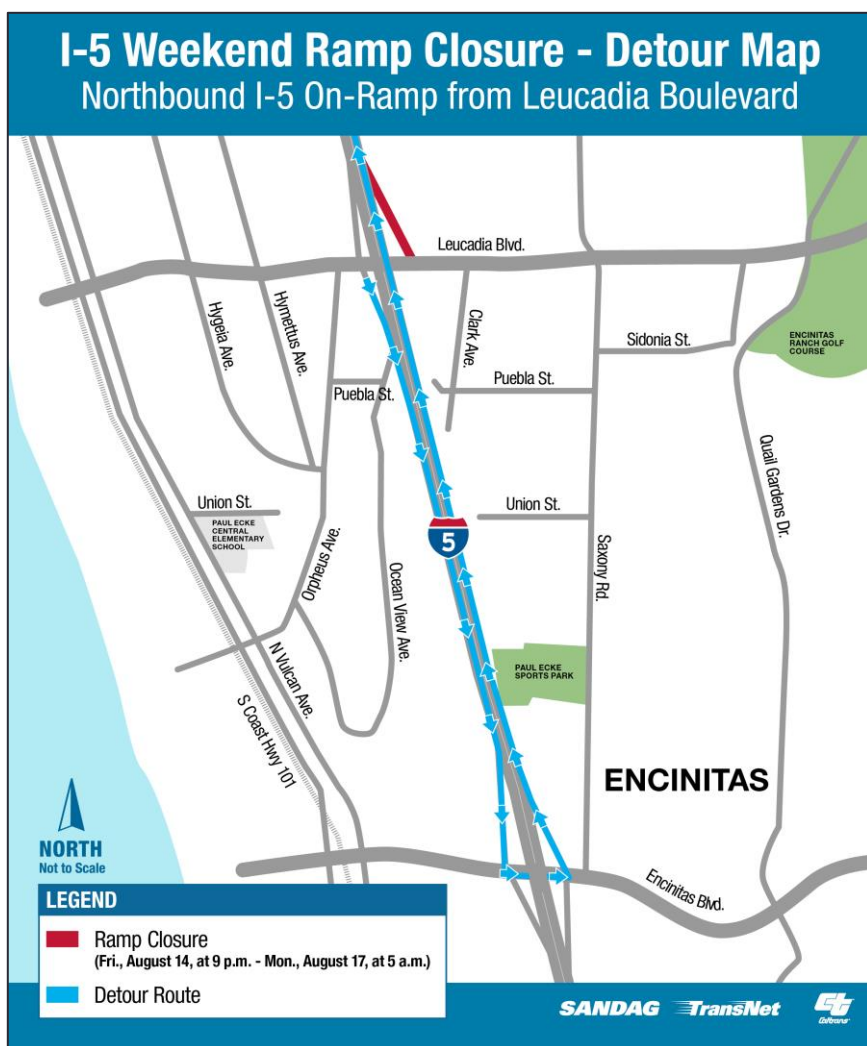 I-5 Weekend Ramp Closure - Detour Map
Northbound I-5 On-Ramp from Leucadia Boulevard
Leucadia Blvd.
Hygeia Ave.
Hymettus Ave.
Clark Ave.
Sidonia St.
ENCINITAS
RANCH GOLF
COURSE
Puebla St.
Puebla St.
Quail Gardens Dr.
Union St.
PAUL ECKE
CENTRAL
ELEMENTARY
SCHOOL
Orpheus Ave.
Ocean View Ave.
5
Union St.
Saxony Rd.
N Vulcan Ave.
S Coast Hwy 101
PAUL ECKE
SPORTS PARK
ENCINITAS
NORTH
Not to Scale
Encinitas Blvd.
LEGEND
Ramp Closure
(Fri., August 14, at 9 p.m. - Mon., August 17, at 5 a.m.)
Detour Route
SANDAG TransNet Caltrans